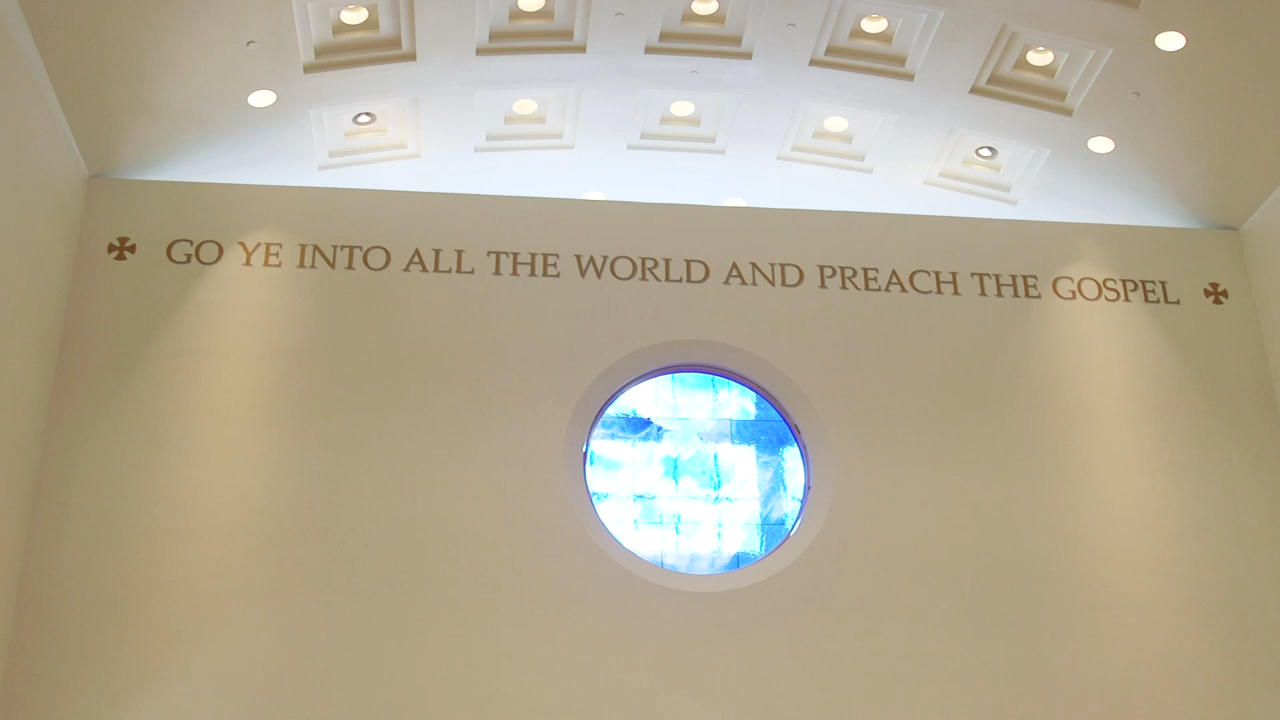 GO YE INTO ALL THE WORLD AND PREACH THE GOSPEL